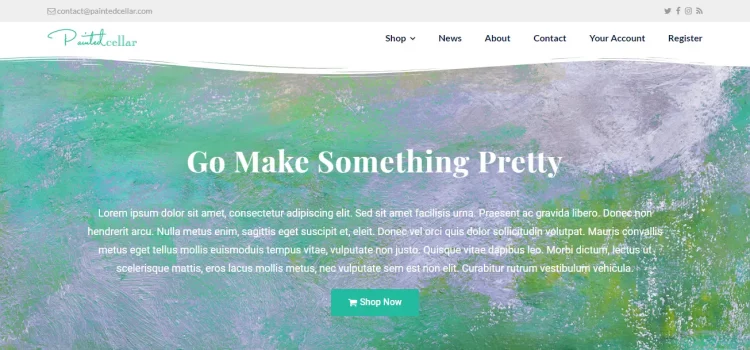 contact@paintedcellar.com
Painted cellar
Shop News About Contact Your Account Register
Go Make Something Pretty
Lorem ipsum dolor sit amet, consectetur adipiscing elit. Sed sit amet facilisis urna. Praesent ac gravida libero. Donec non
hendrerit arcu. Nulla metus enim, sagittis eget suscipit et, eleit. Donec vel orci quis dolor sollicitudin volutpat. Mauris convallis
metus eget tellus mollis euismoduis tempus vitae, vulputate non justo. Quisque vitae dapibus leo. Morbi dictum, lectus ut
scelerisque mattis, eros lacus mollis metus, nec vulputate sem est non elit. Curabitur rutrum vestibulum vehicula.
Shop Now